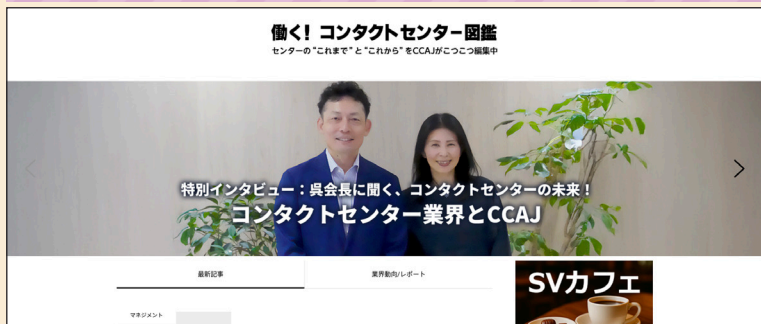 働く! コンタクトセンター図鑑
センターの“これまで”と“これから”をCCAJがこつこつ編集中
特別インタビュー：呉会長に聞く、コンタクトセンターの未来！
コンタクトセンター業界とCCAJ
最新記事
業界動向/レポート
SVカフェ
マネジメント